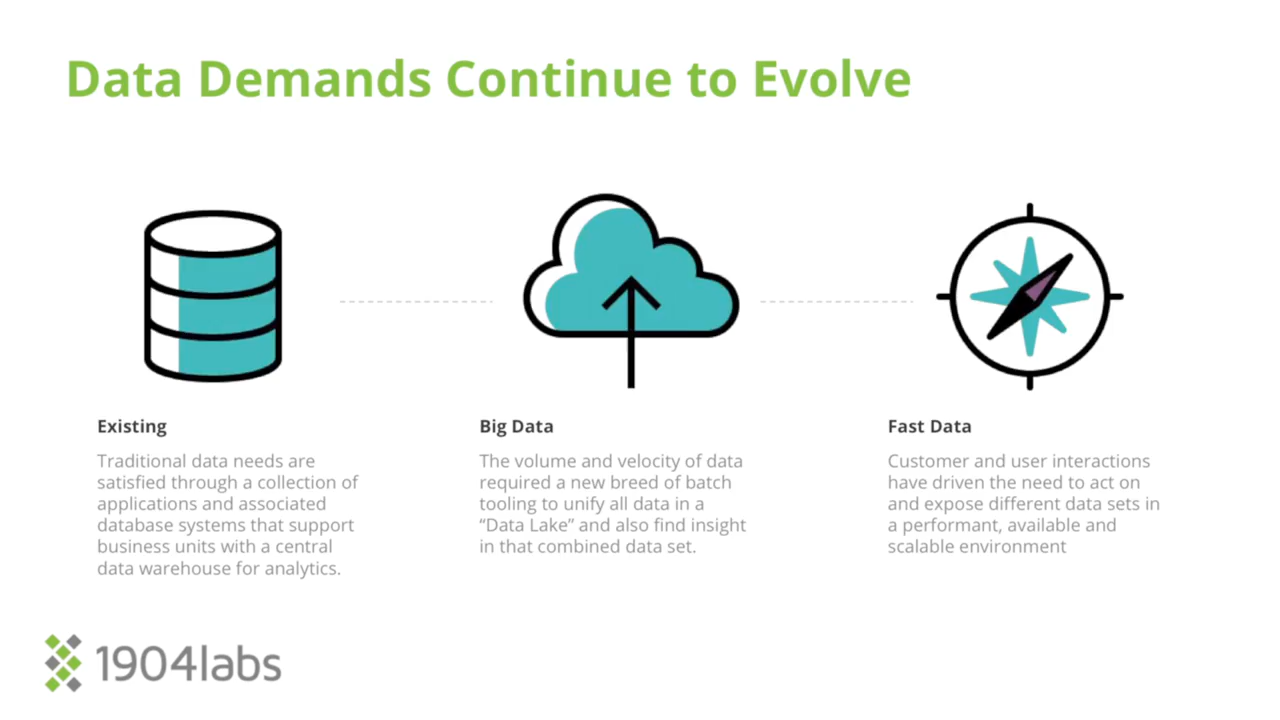 Data Demands Continue to Evolve
Existing
Traditional data needs are
satisfied through a collection of
applications and associated
database systems that support
business units with a central
data warehouse for analytics.
Big Data
The volume and velocity of data
required a new breed of batch
tooling to unify all data in a
“Data Lake” and also find insight
in that combined data set.
Fast Data
Customer and user interactions
have driven the need to act on
and expose different data sets in
a performant, available and
scalable environment
1904labs